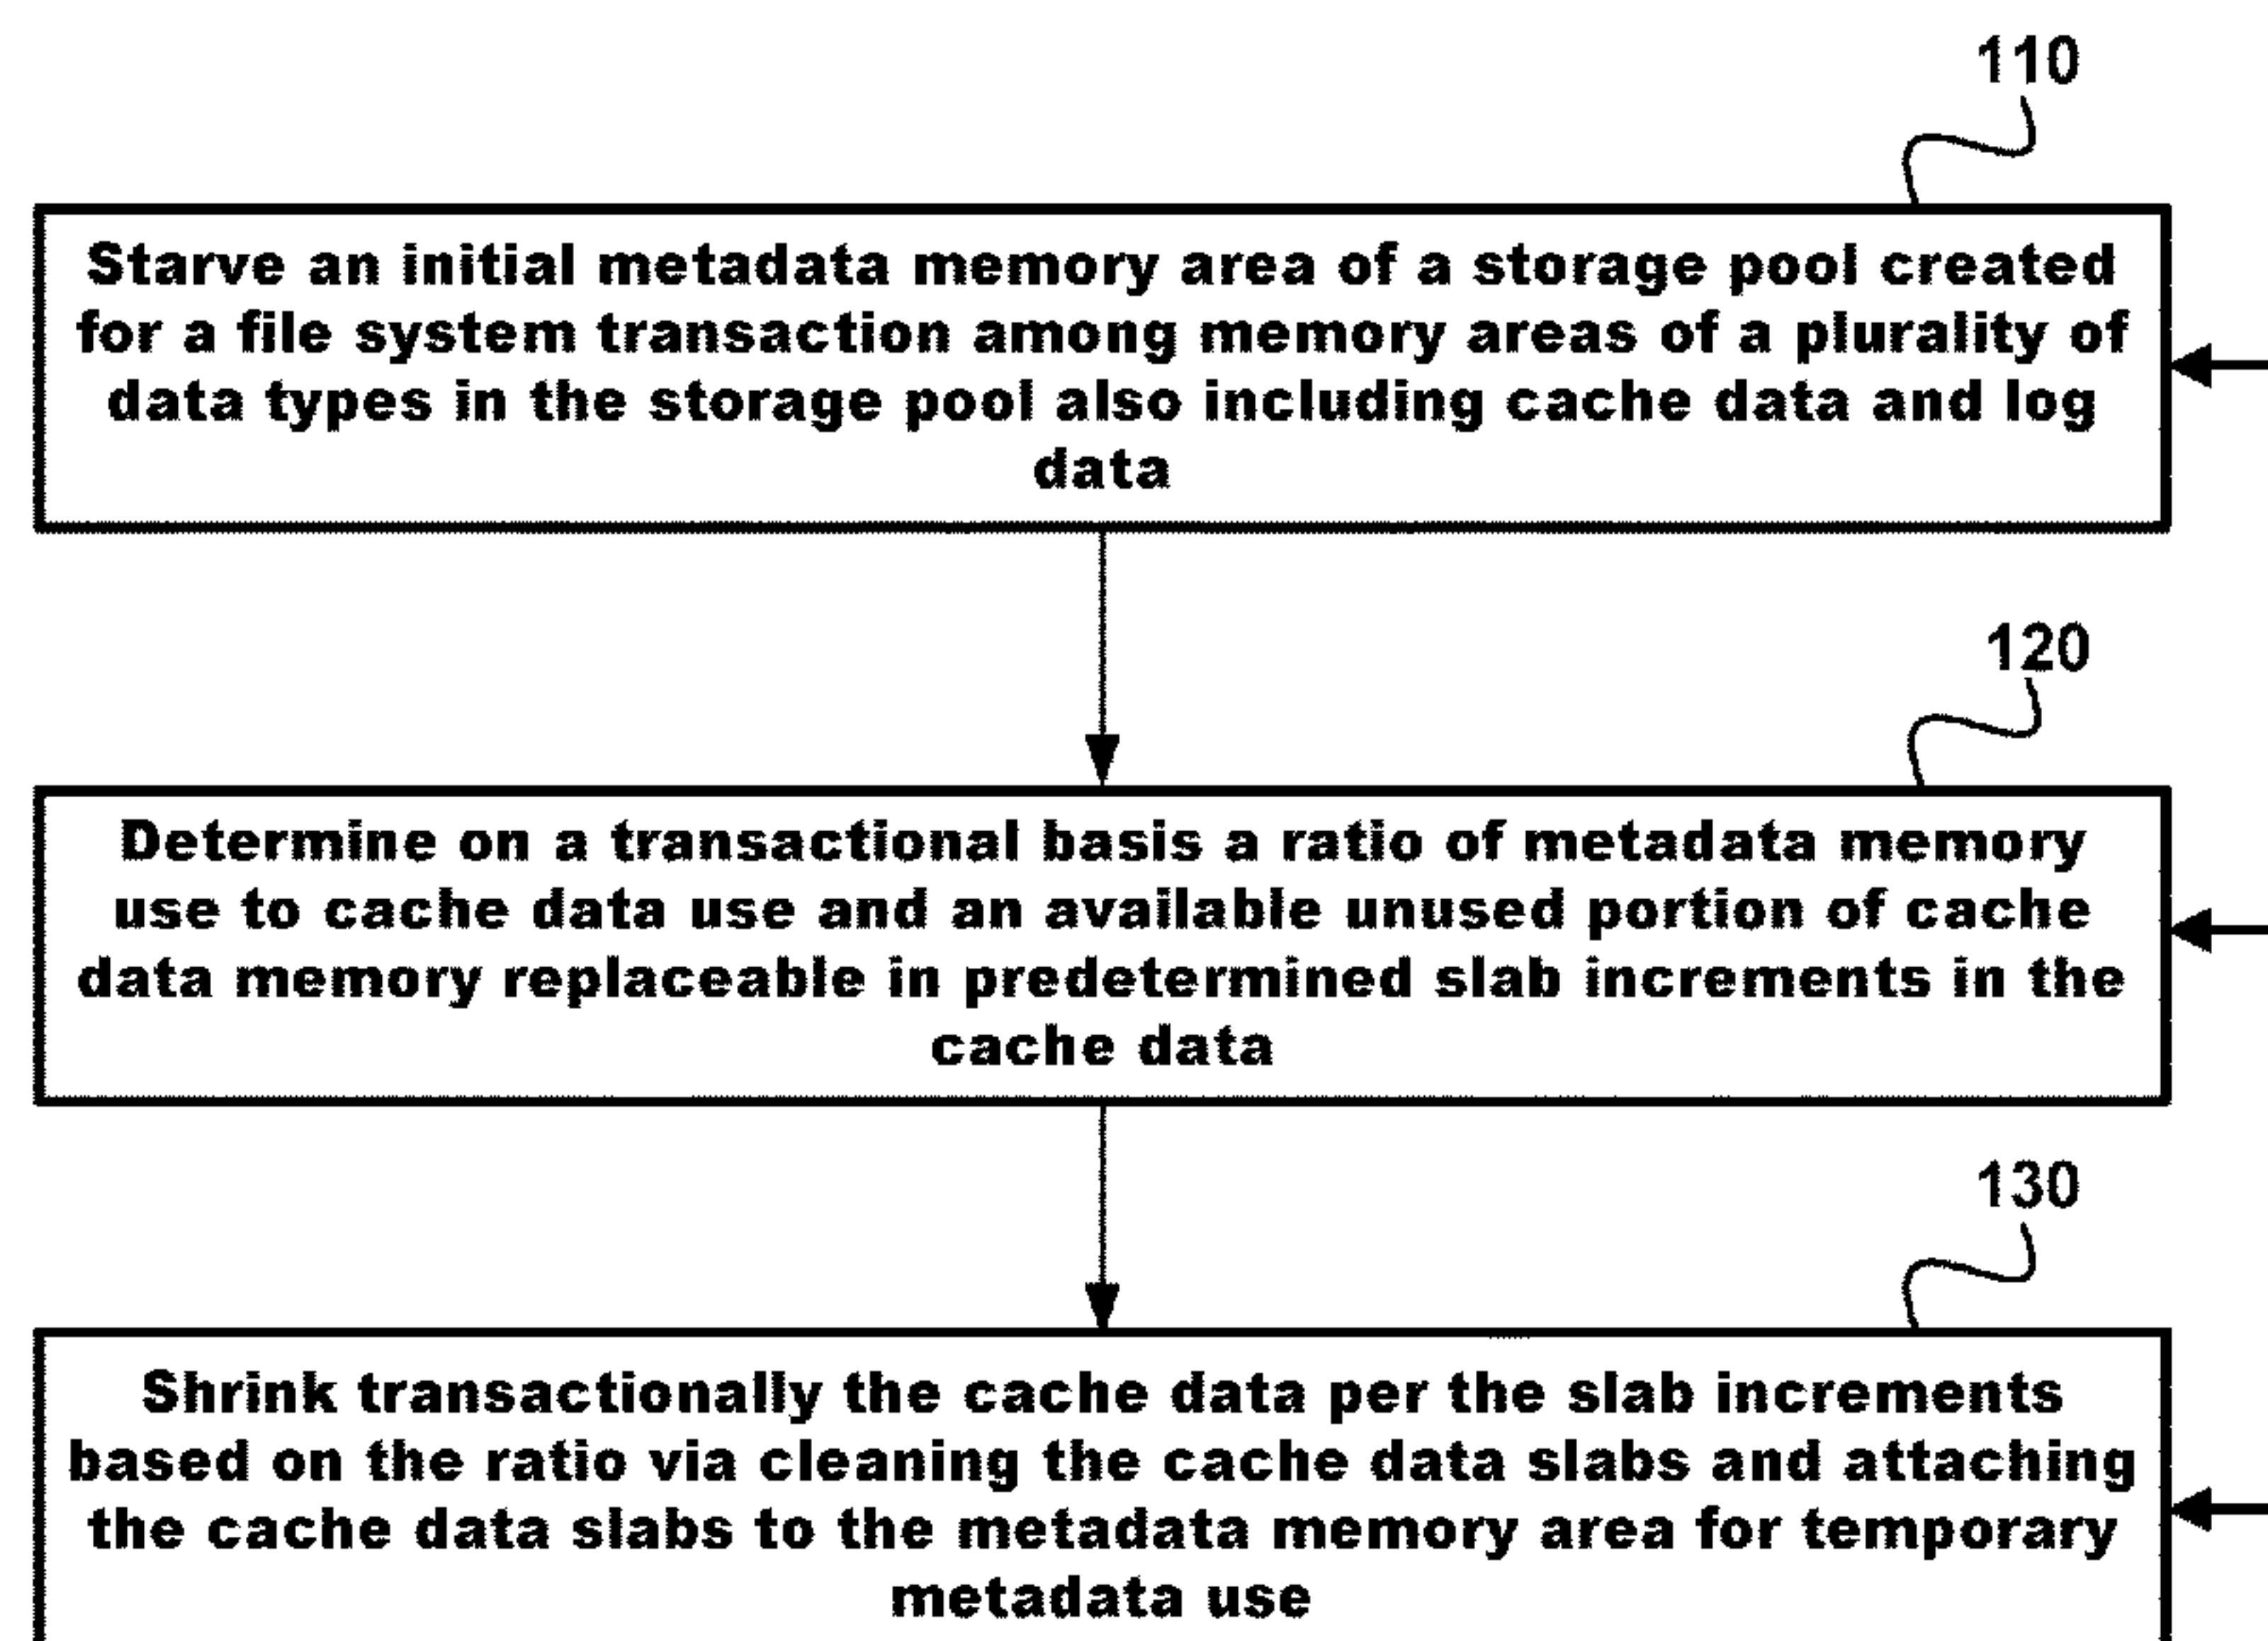 110
Starve an initial metadata memory area of a storage pool created
for a file system transaction among memory areas of a plurality of
data types in the storage pool also including cache data and log
data
120
Determine on a transactional basis a ratio of metadata memory
use to cache data use and an available unused portion of cache
data memory replaceable in predetermined slab increments in the
cache data
130
Shrink transactionally the cache data per the slab increments
based on the ratio via cleaning the cache data slabs and attaching
the cache data slabs to the metadata memory area for temporary
metadata use